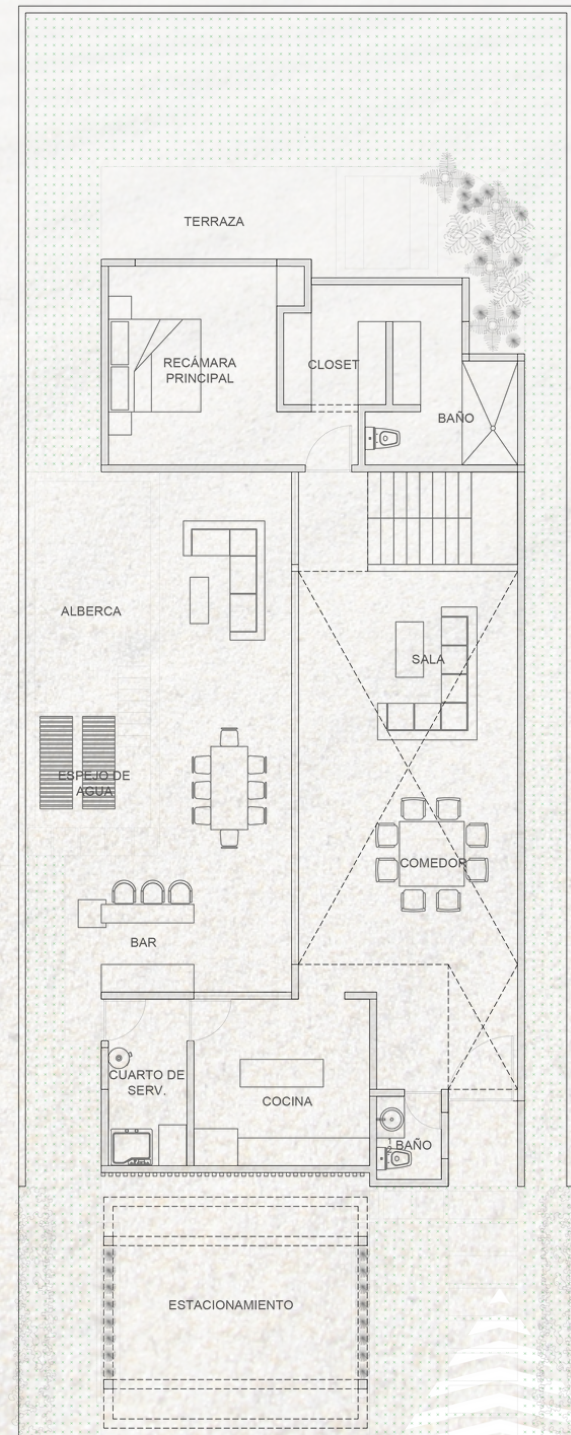 TERRAZA
RECÁMARA
PRINCIPAL
CLOSET
BAÑO
ALBERCA
SALA
ESPEJO DE
AGUA
COMEDOR
BAR
CUARTO DE
SERV.
COCINA
BAÑO
ESTACIONAMIENTO